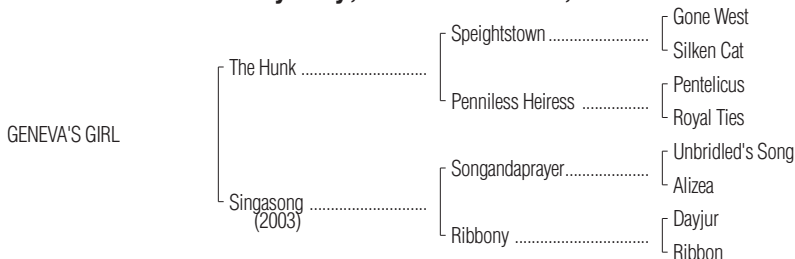 Gone West
Speightstown
Silken Cat
The Hunk
Pentelicus
Penniless Heiress
Royal Ties
GENEVA'S GIRL
Unbridled's Song
Songandaprayer
Alizea
Singasong
(2003)
Dayjur
Ribbony
Ribbon